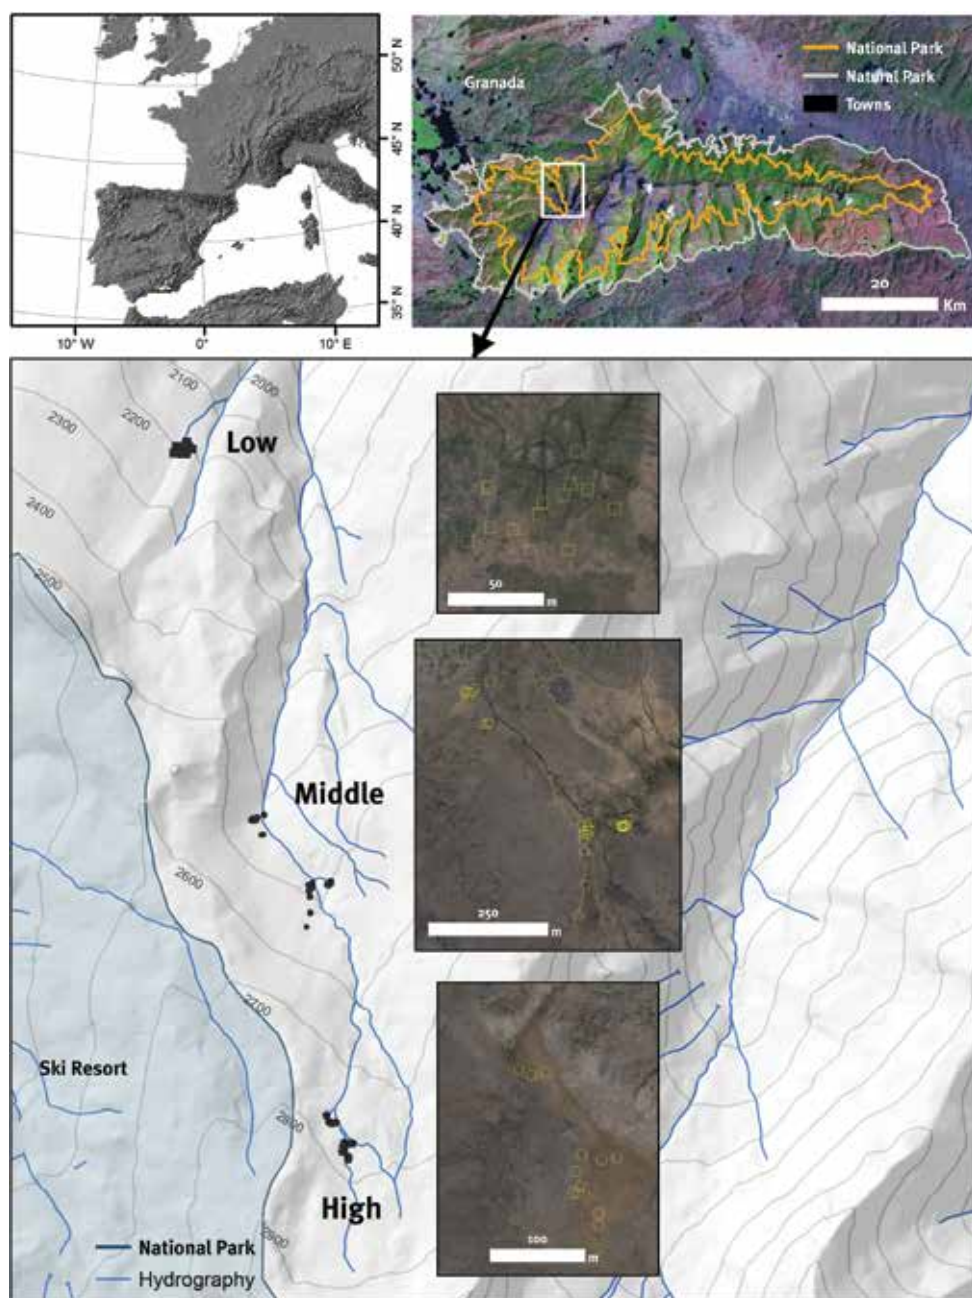 50° N
45° N
40° N
35° N
10° W
0°
10° E
Granada
National Park
Natural Park
Towns
20
Km
2100
2000
2200
2300
Low
2400
2500
50
m
Middle
2600
250
m
2700
Ski Resort
2800
High
2900
100
m
National Park
Hydrography